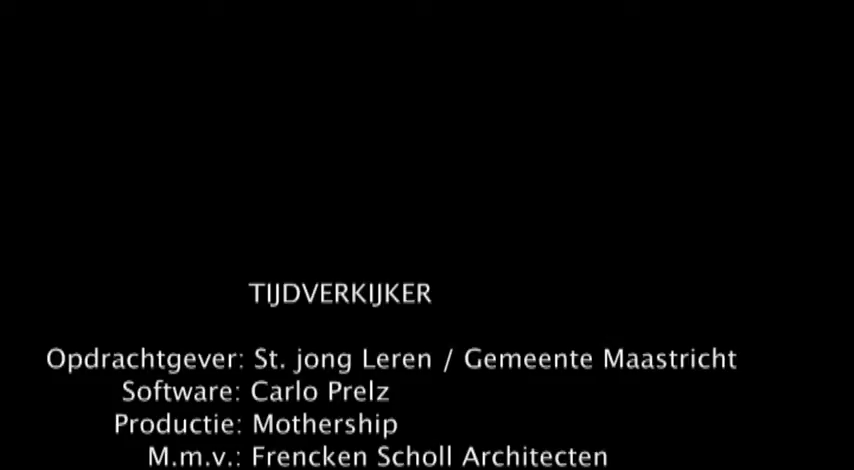 TIJDVERKIJKER
Opdrachtgever: St. jong Leren / Gemeente Maastricht
Software: Carlo Prelz
Productie: Mothership
M.m.v.: Frencken Scholl Architecten